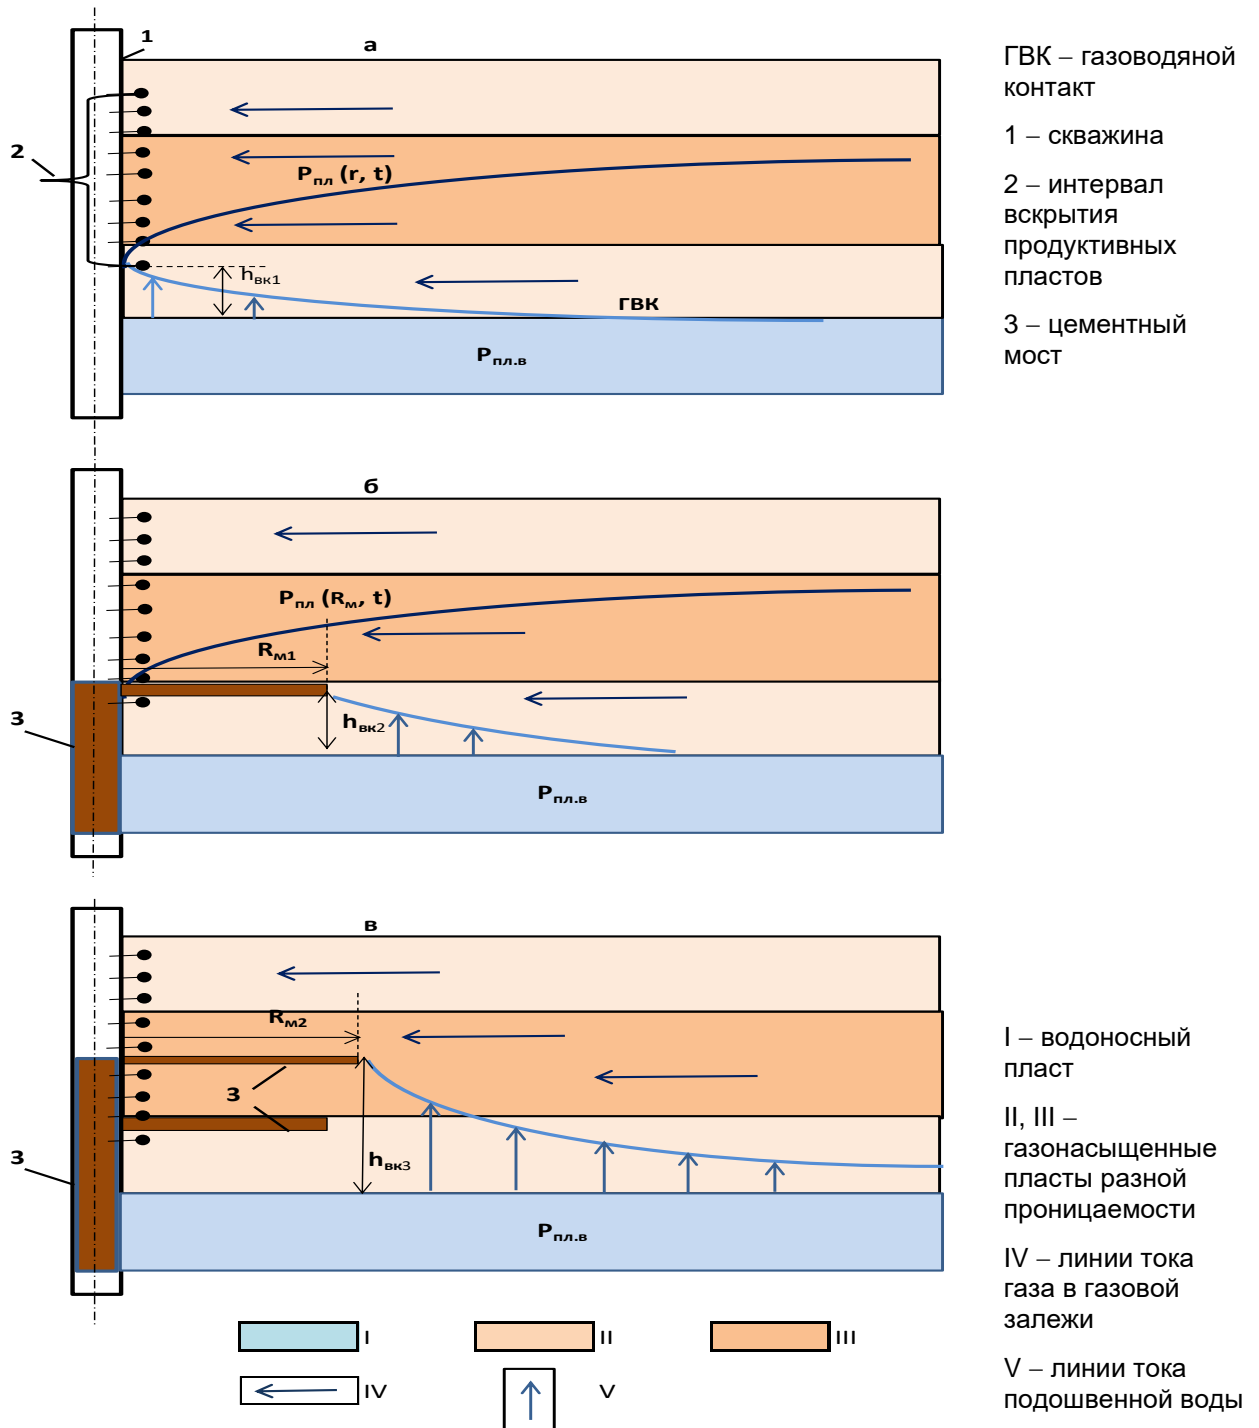 1
а
2
Pпл (r, t)
hвк1
ГВК
Pпл.в
ГВК – газоводяной
контакт
1 – скважина
2 – интервал
вскрытия
продуктивных
пластов
3 – цементный
мост
б
Pпл (Rм, t)
Rм1
3
hвк2
Pпл.в
в
Rм2
3
3
hвк3
Pпл.в
I – водоносный
пласт
II, III –
газонасыщенные
пласты разной
проницаемости
IV – линии тока
газа в газовой
залежи
V – линии тока
подошвенной воды
I
II
III
IV
V